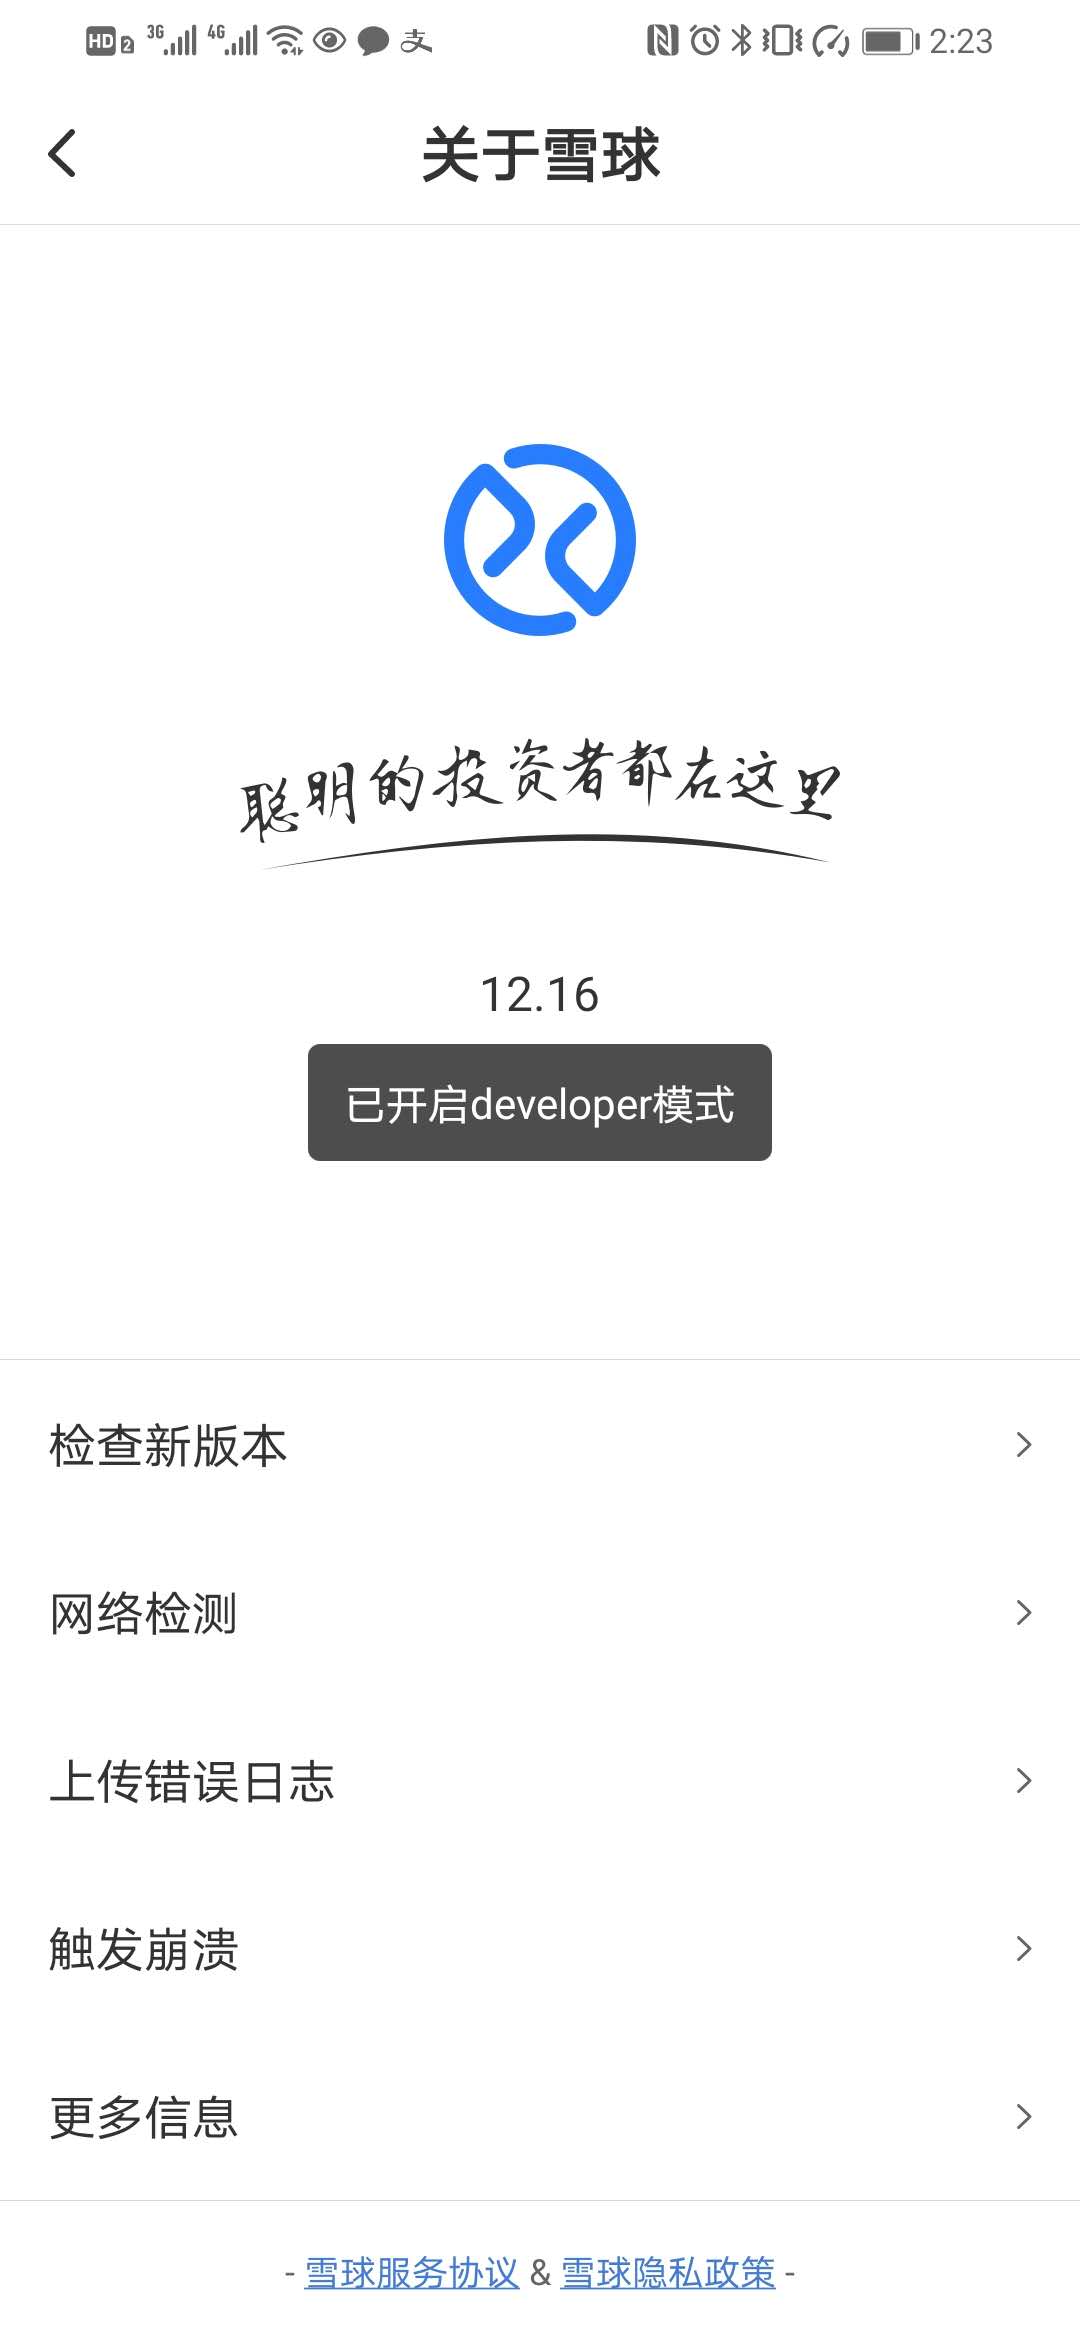 HD 2 3G 4G 支 2:23
关于雪球
聪明的投资者都在这里
12.16
已开启developer模式
检查新版本
网络检测
上传错误日志
触发崩溃
更多信息
- 雪球服务协议 & 雪球隐私政策 -